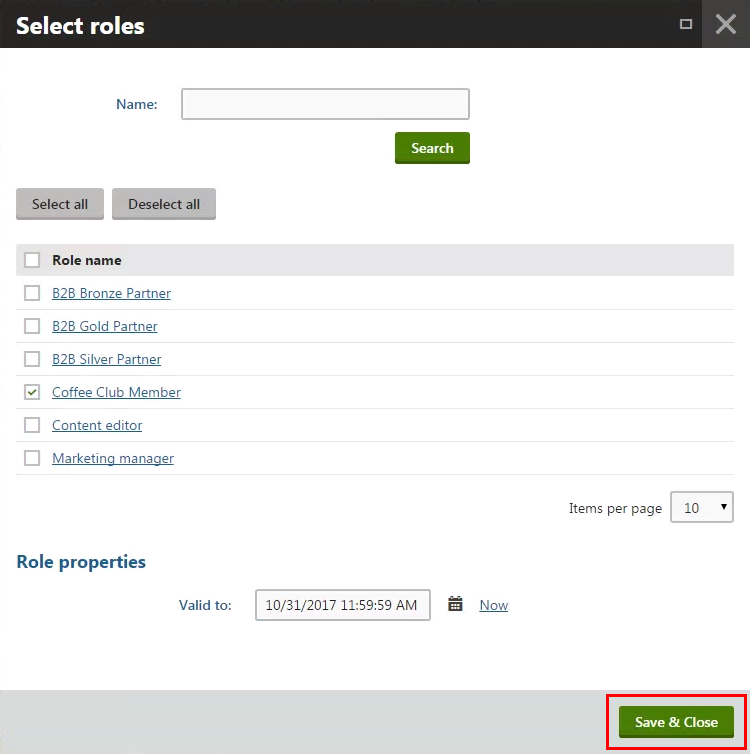 Select roles
Name:
Search
Select all Deselect all
Role name
B2B Bronze Partner
B2B Gold Partner
B2B Silver Partner
Coffee Club Member
Content editor
Marketing manager
Items per page 10
Role properties
Valid to: 10/31/2017 11:59:59 AM Now
Save & Close